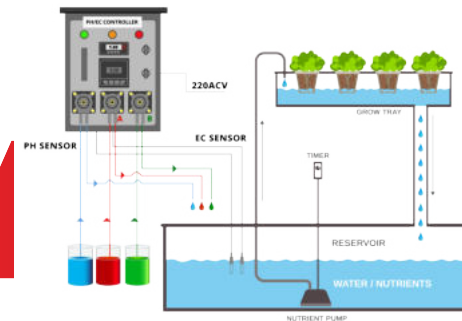 PH/EC CONTROLLER
220ACV
A
B
PH SENSOR
EC SENSOR
GROW TRAY
TIMER
RESERVOIR
WATER / NUTRIENTS
NUTRIENT PUMP